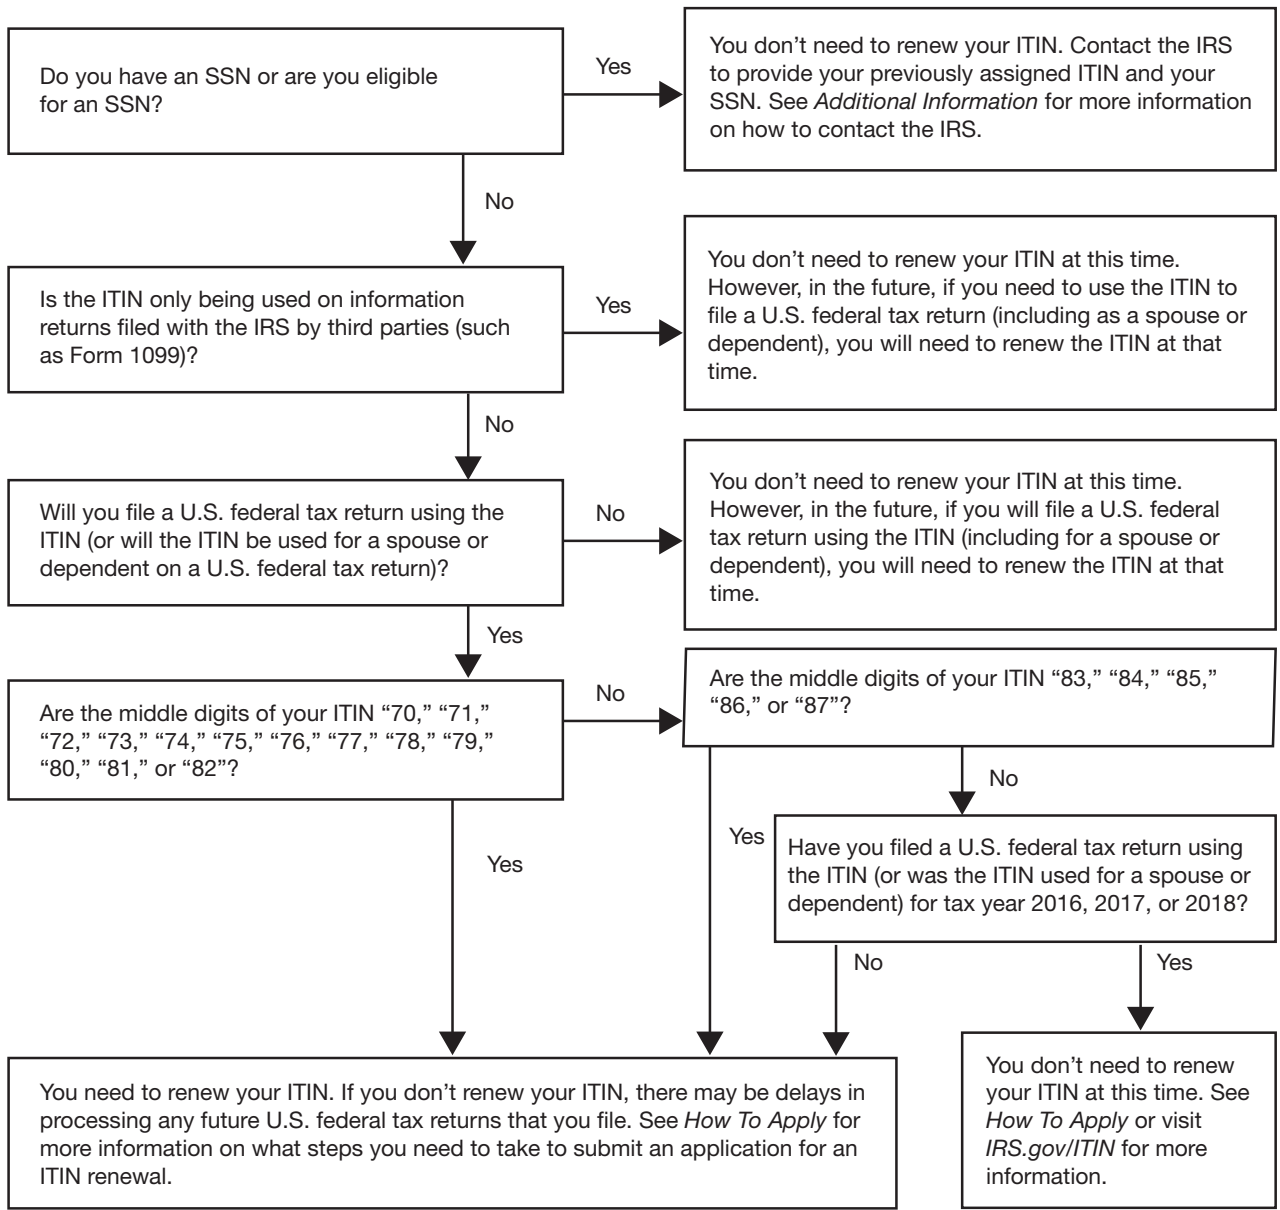 Do you have an SSN or are you eligible
for an SSN?
Yes
You don’t need to renew your ITIN. Contact the IRS
to provide your previously assigned ITIN and your
SSN. See Additional Information for more information
on how to contact the IRS.
No
Is the ITIN only being used on information
returns filed with the IRS by third parties (such
as Form 1099)?
Yes
You don’t need to renew your ITIN at this time.
However, in the future, if you need to use the ITIN to
file a U.S. federal tax return (including as a spouse or
dependent), you will need to renew the ITIN at that
time.
No
Will you file a U.S. federal tax return using the
ITIN (or will the ITIN be used for a spouse or
dependent on a U.S. federal tax return)?
No
You don’t need to renew your ITIN at this time.
However, in the future, if you will file a U.S. federal
tax return using the ITIN (including for a spouse or
dependent), you will need to renew the ITIN at that
time.
Yes
Are the middle digits of your ITIN “70,” “71,”
“72,” “73,” “74,” “75,” “76,” “77,” “78,” “79,”
“80,” “81,” or “82”?
No
Are the middle digits of your ITIN “83,” “84,” “85,”
“86,” or “87”?
No
Yes
Yes
Have you filed a U.S. federal tax return using
the ITIN (or was the ITIN used for a spouse or
dependent) for tax year 2016, 2017, or 2018?
No
Yes
You need to renew your ITIN. If you don’t renew your ITIN, there may be delays in
processing any future U.S. federal tax returns that you file. See How To Apply for
more information on what steps you need to take to submit an application for an
ITIN renewal.
You don’t need to renew
your ITIN at this time. See
How To Apply or visit
IRS.gov/ITIN for more
information.